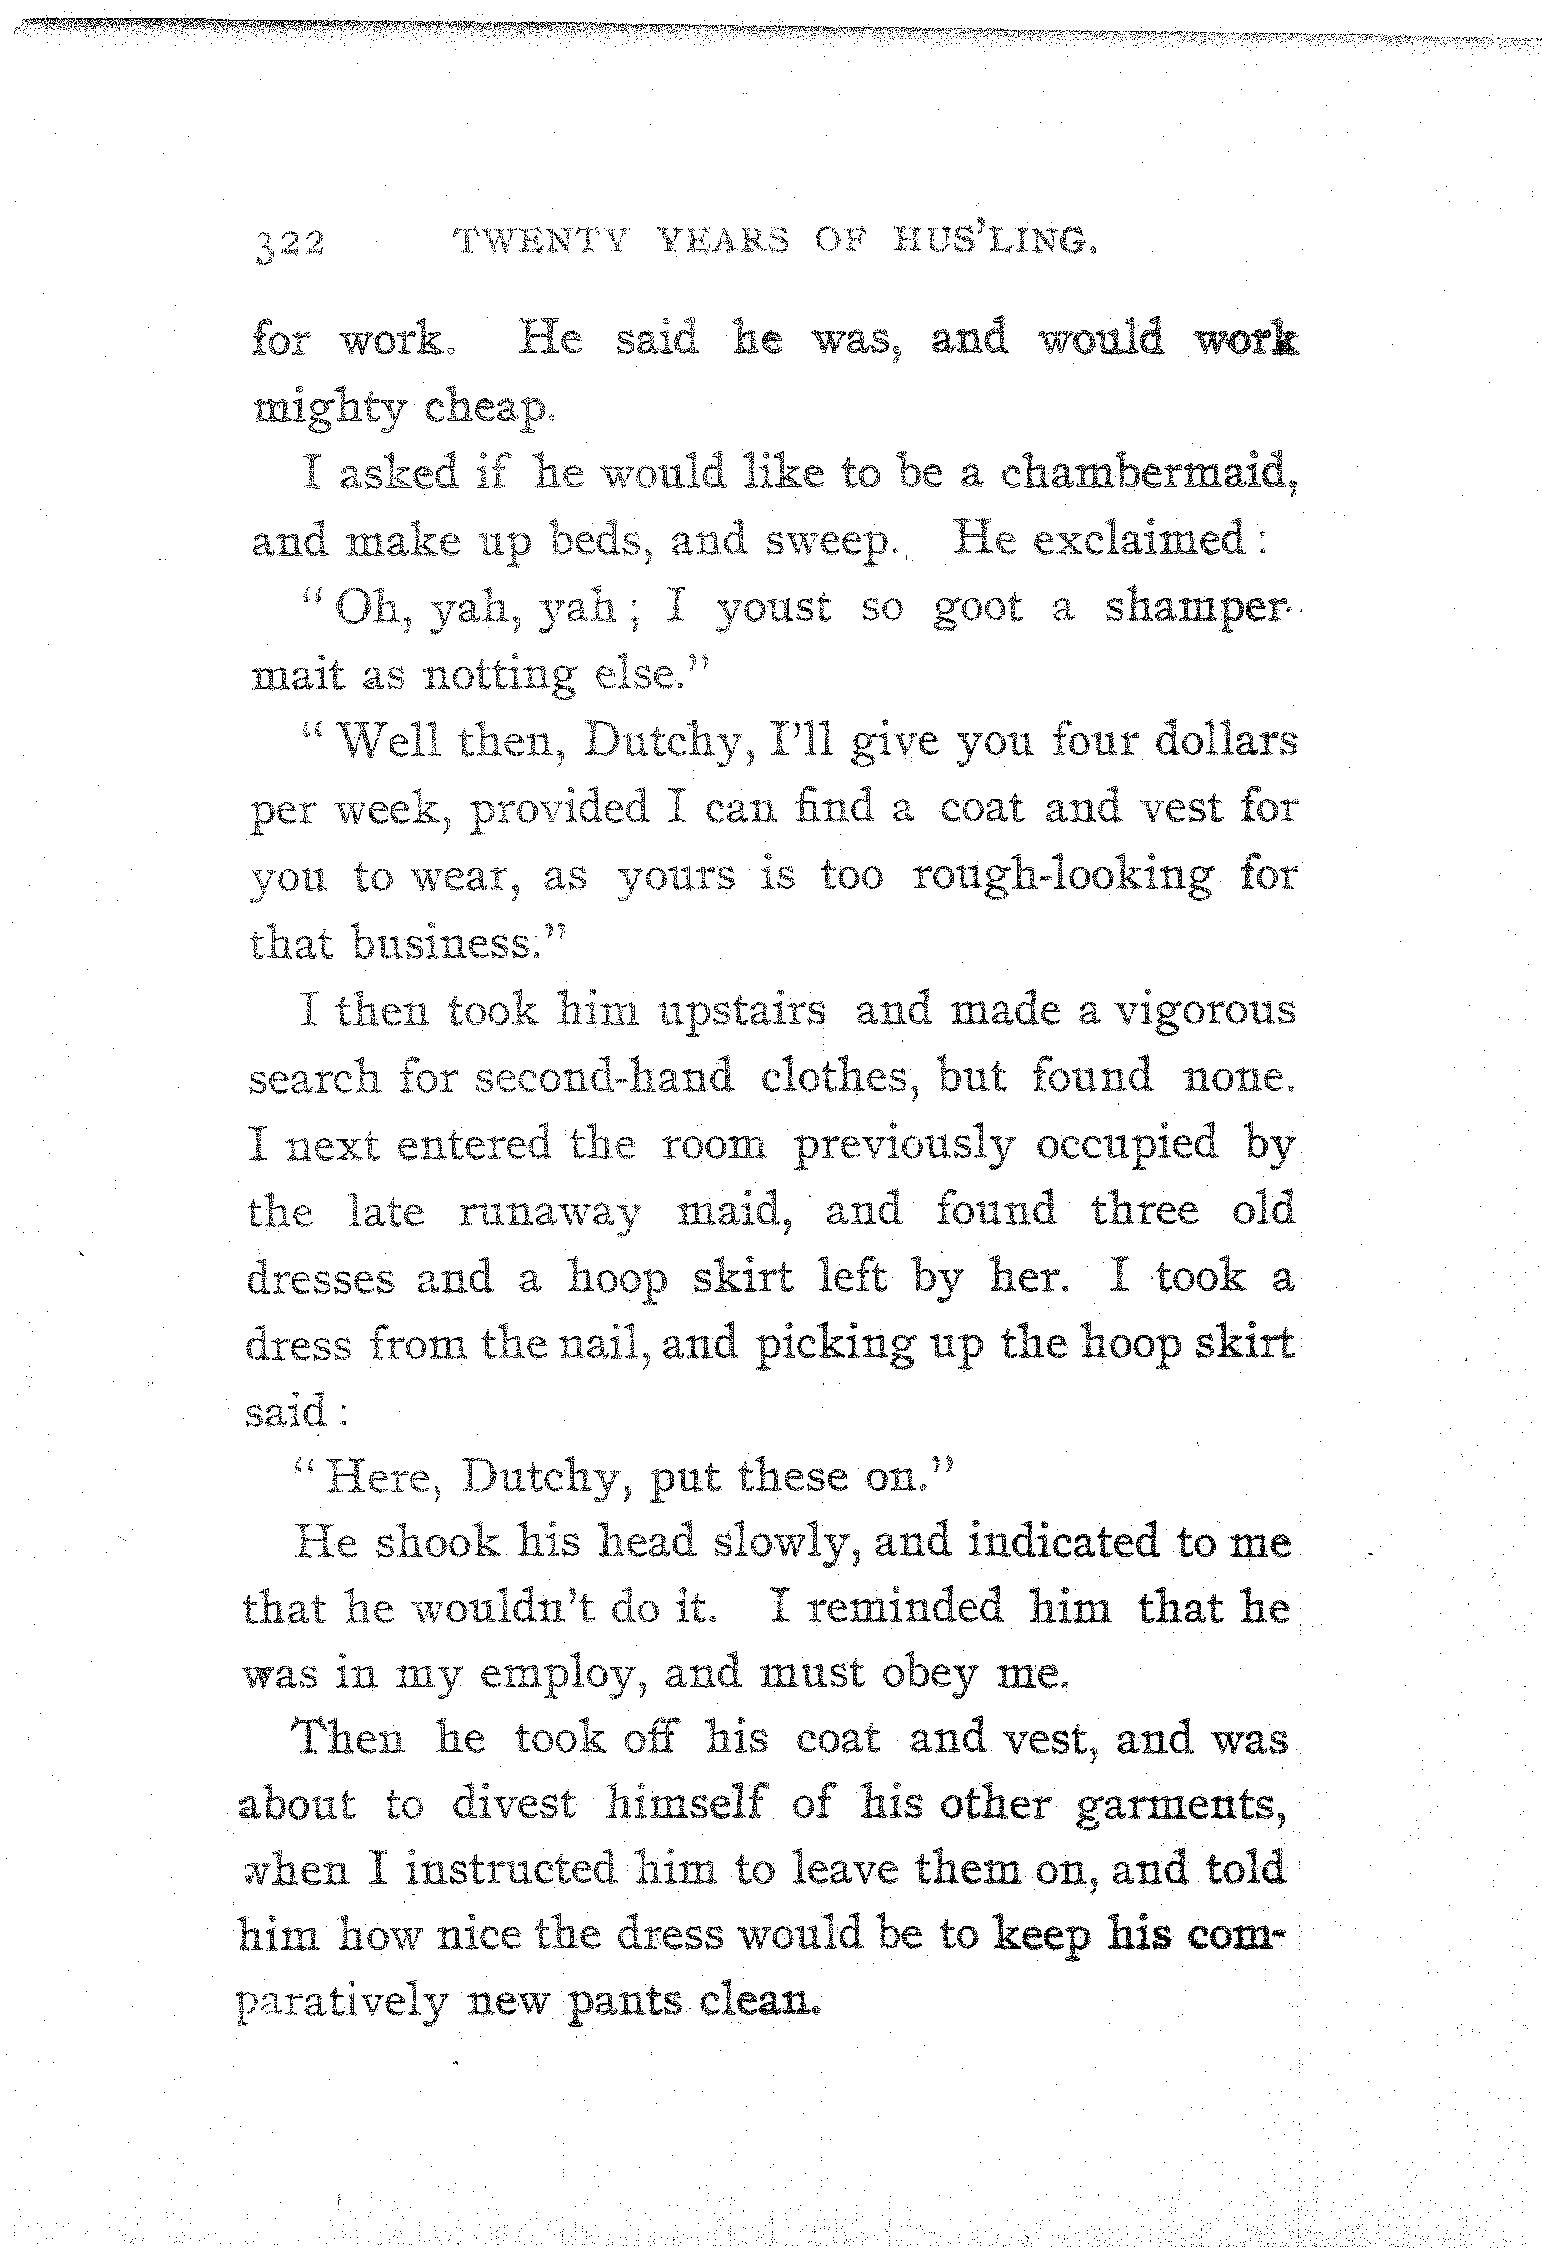 322 TWENTY YEARS OF HUS'LING.
for work. He said he was, and would work
mighty cheap.
I asked if he would like to be a chambermaid,
and make up beds, and sweep. He exclaimed:
"Oh, yah, yah; I youst so goot a shamper-
mait as notting else."
"Well then, Dutchy, I'll give you four dollars
per week, provided I can find a coat and vest for
you to wear, as yours is too rough-looking for
that business."
I then took him upstairs and made a vigorous
search for second-hand clothes, but found none.
I next entered the room previously occupied by
the late runaway maid, and found three old
dresses and a hoop skirt left by her. I took a
dress from the nail, and picking up the hoop skirt
said:
"Here, Dutchy, put these on."
He shook his head slowly, and indicated to me
that he wouldn't do it. I reminded him that he
was in my employ, and must obey me.
Then he took off his coat and vest, and was
about to divest himself of his other garments,
when I instructed him to leave them on, and told
him how nice the dress would be to keep his com-
paratively new pants clean.